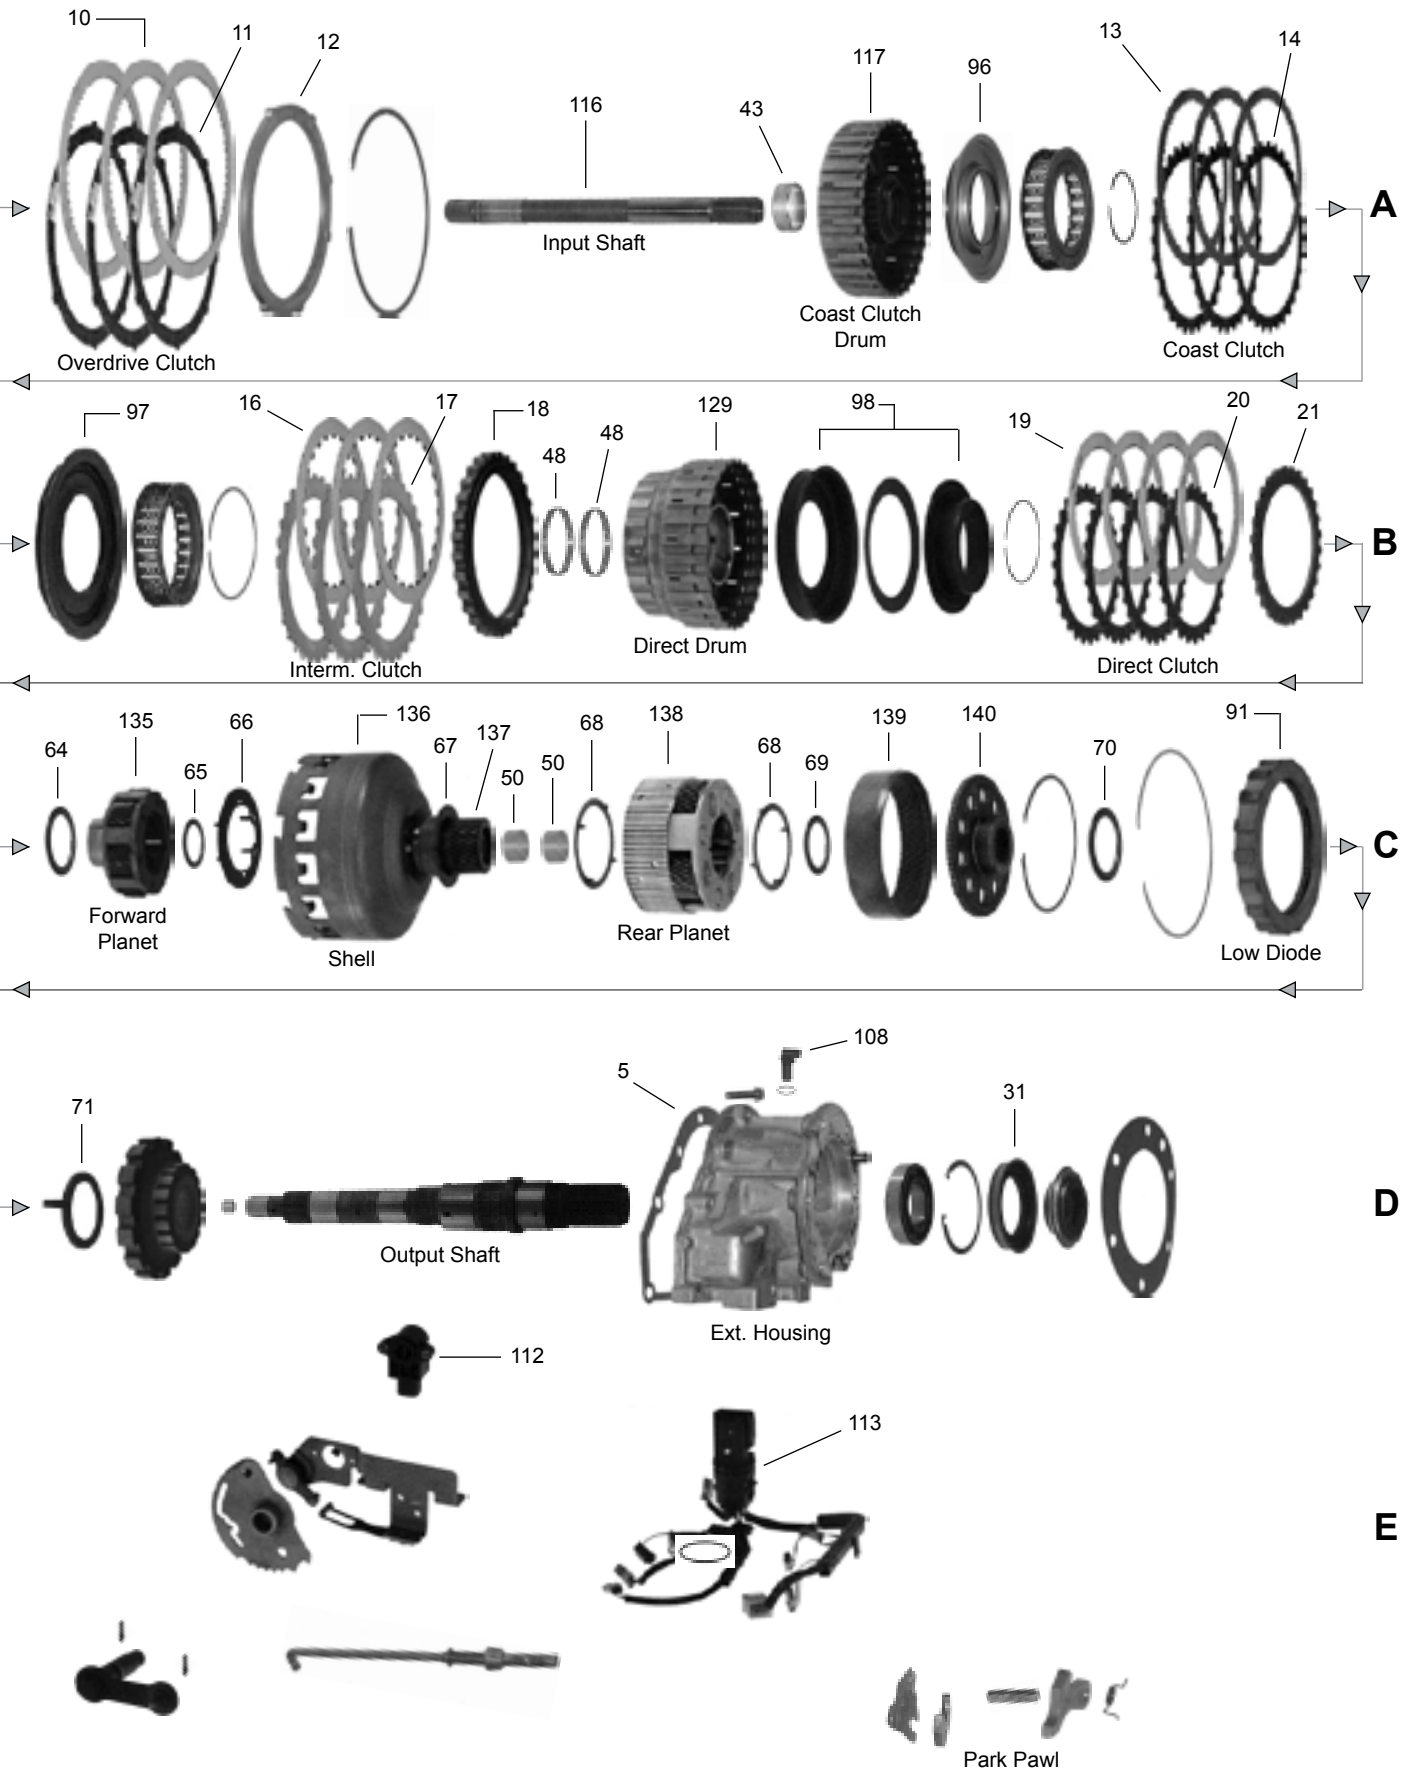 10
11
12
116
43
117
96
13
14
A
Input Shaft
Coast Clutch
Drum
Coast Clutch
Overdrive Clutch
97
16
17
18
48
48
129
98
19
20
21
B
Interm. Clutch
Direct Drum
Direct Clutch
64
135
65
66
136
67
137
50
50
68
138
68
69
139
140
70
91
C
Forward
Planet
Shell
Rear Planet
Low Diode
71
5
108
31
D
Output Shaft
Ext. Housing
112
113
E
Park Pawl